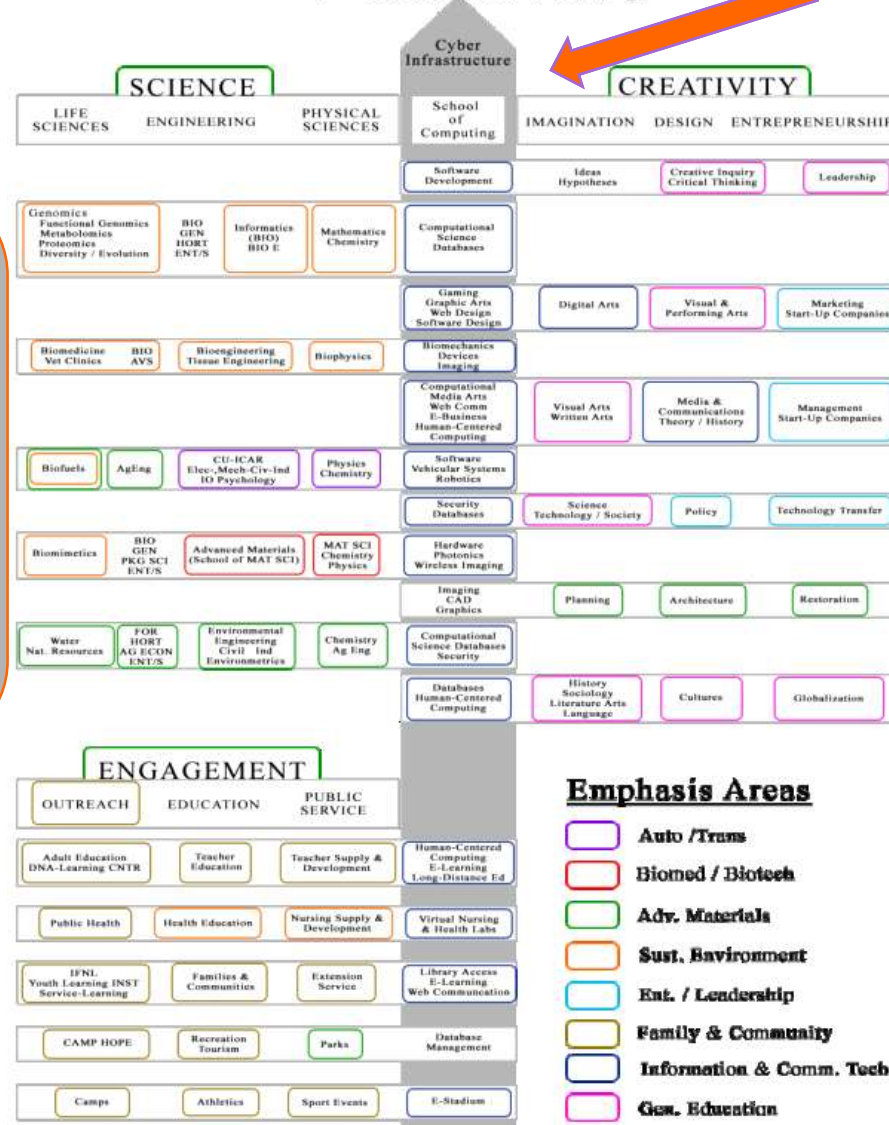 Cyber
Infrastructure
SCIENCE
CREATIVITY
LIFE
SCIENCES
ENGINEERING
PHYSICAL
SCIENCES
School
of
Computing
IMAGINATION
DESIGN
ENTREPRENEURSHIP
Software
Development
Ideas
Hypotheses
Creative Inquiry
Critical Thinking
Leadership
Genomics
Functional Genomics
Metabolomics
Proteomics
Diversity / Evolution
BIO
GEN
HORT
ENT/S
Informatics
(BIO)
BIO E
Mathematics
Chemistry
Computational
Science
Databases
Gaming
Graphic Arts
Web Design
Software Design
Digital Arts
Visual &
Performing Arts
Marketing
Start-Up Companies
Biomedicine
Vet Clinics
BIO
AVS
Bioengineering
Tissue Engineering
Biophysics
Biomechanics
Devices
Imaging
Computational
Media Arts
Web Comm
E-Business
Human-Centered
Computing
Visual Arts
Written Arts
Media &
Communications
Theory / History
Management
Start-Up Companies
Biofuels
AgEng
CU-ICAR
Elec-,Mech-Civ-Ind
IO Psychology
Physics
Chemistry
Software
Vehicular Systems
Robotics
Security
Databases
Science
Technology / Society
Policy
Technology Transfer
Biomimetics
BIO
GEN
PKG SCI
ENT/S
Advanced Materials
(School of MAT SCI)
MAT SCI
Chemistry
Physics
Hardware
Photonics
Wireless Imaging
Imaging
CAD
Graphics
Planning
Architecture
Restoration
Water
Nat. Resources
FOR
HORT
AG ECON
ENT/S
Environmental
Engineering
Civil Ind
Environmetrics
Chemistry
Ag Eng
Computational
Science Databases
Security
Databases
Human-Centered
Computing
History
Sociology
Literature Arts
Language
Cultures
Globalization
ENGAGEMENT
OUTREACH
EDUCATION
PUBLIC
SERVICE
Adult Education
DNA-Learning CNTR
Teacher
Education
Teacher Supply &
Development
Human-Centered
Computing
E-Learning
Long-Distance Ed
Public Health
Health Education
Nursing Supply &
Development
Virtual Nursing
& Health Labs
IFNL
Youth Learning INST
Service-Learning
Families &
Communities
Extension
Service
Library Access
E-Learning
Web Communcation
CAMP HOPE
Recreation
Tourism
Parks
Database
Management
Camps
Athletics
Sport Events
E-Stadium
Emphasis Areas
Auto /Trans
Biomed / Biotech
Adv. Materials
Sust. Environment
Ent. / Leadership
Family & Community
Information & Comm. Tech
Gen. Education